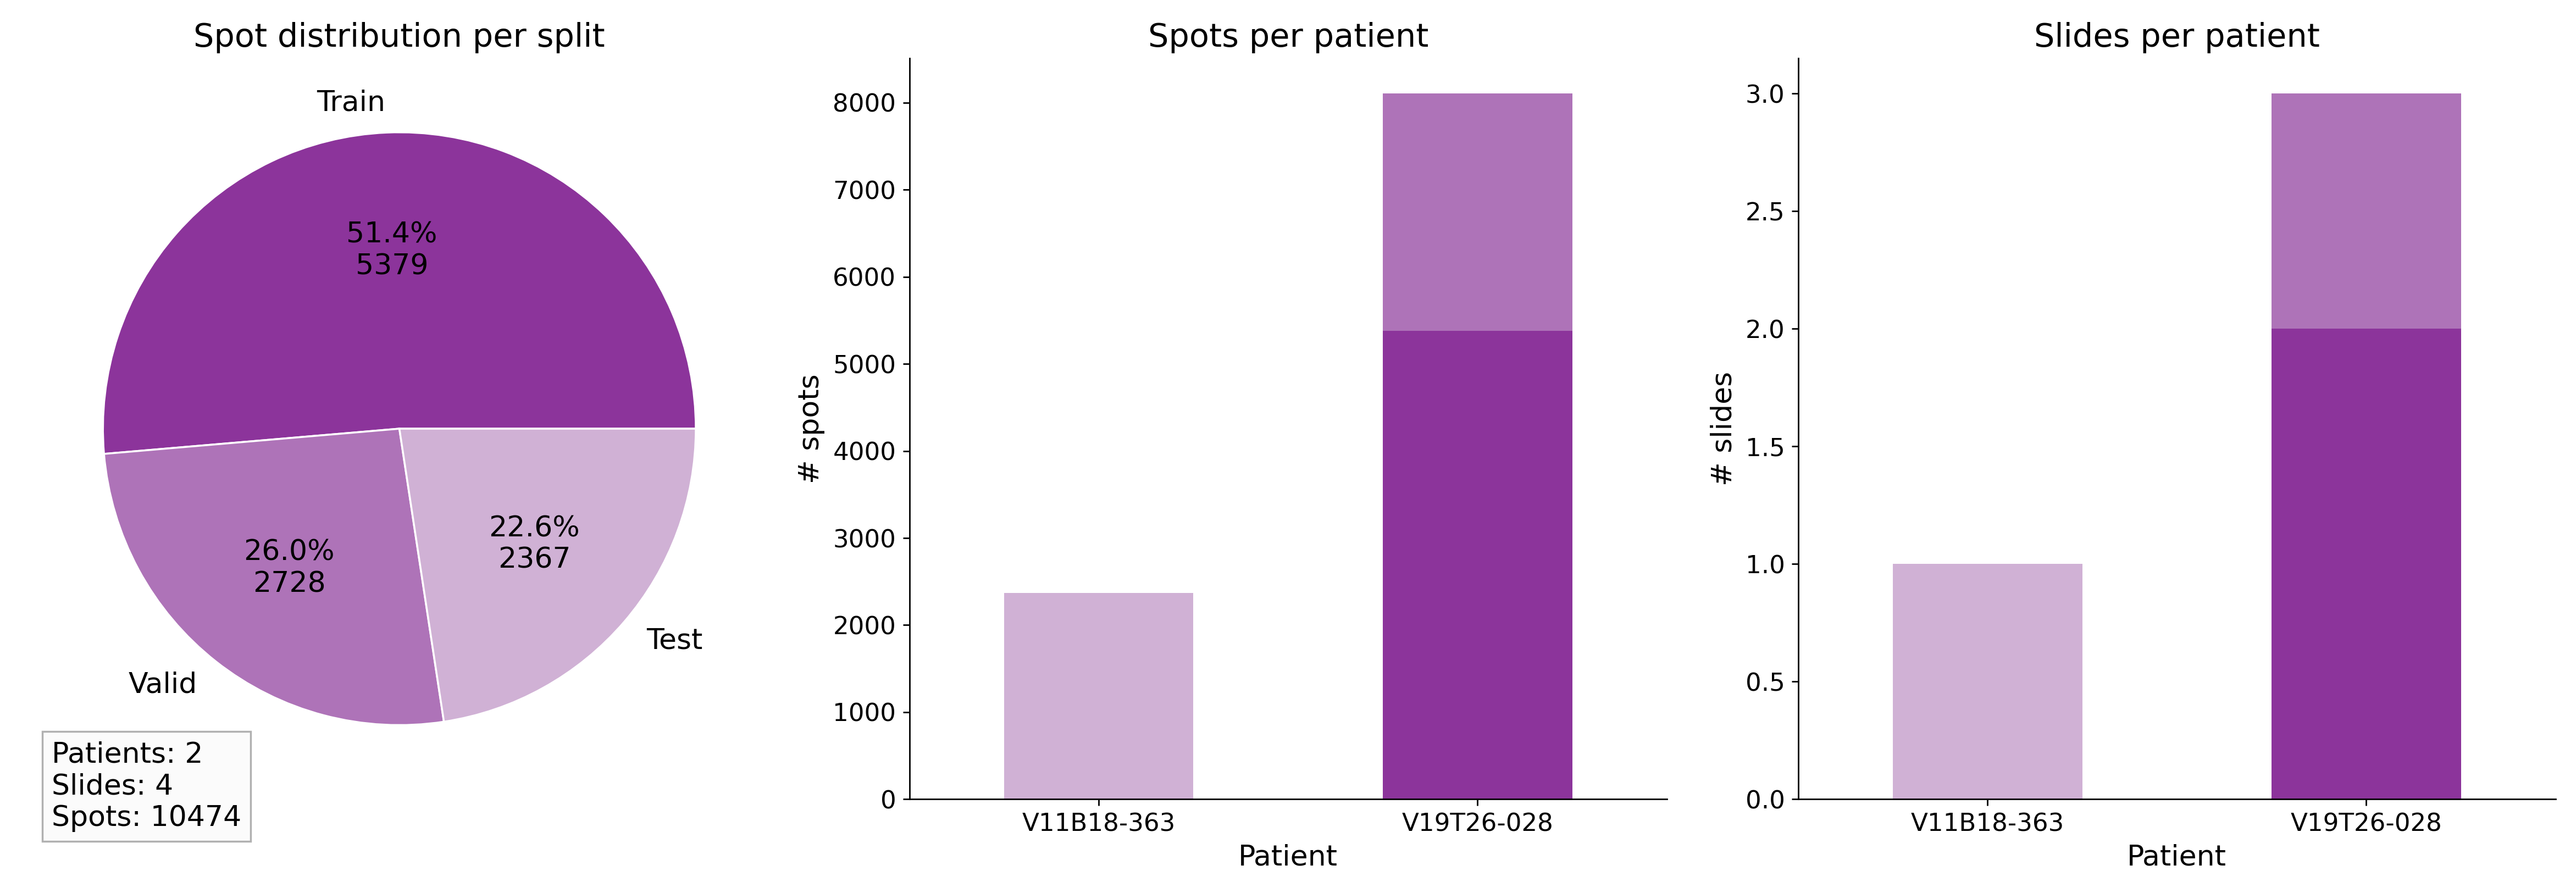 Spot distribution per split
Train
51.4%
5379
26.0%
2728
22.6%
2367
Test
Valid
Patients: 2
Slides: 4
Spots: 10474
Spots per patient
# spots
8000
7000
6000
5000
4000
3000
2000
1000
0
V11B18-363
V19T26-028
Patient
Slides per patient
# slides
3.0
2.5
2.0
1.5
1.0
0.5
0.0
V11B18-363
V19T26-028
Patient